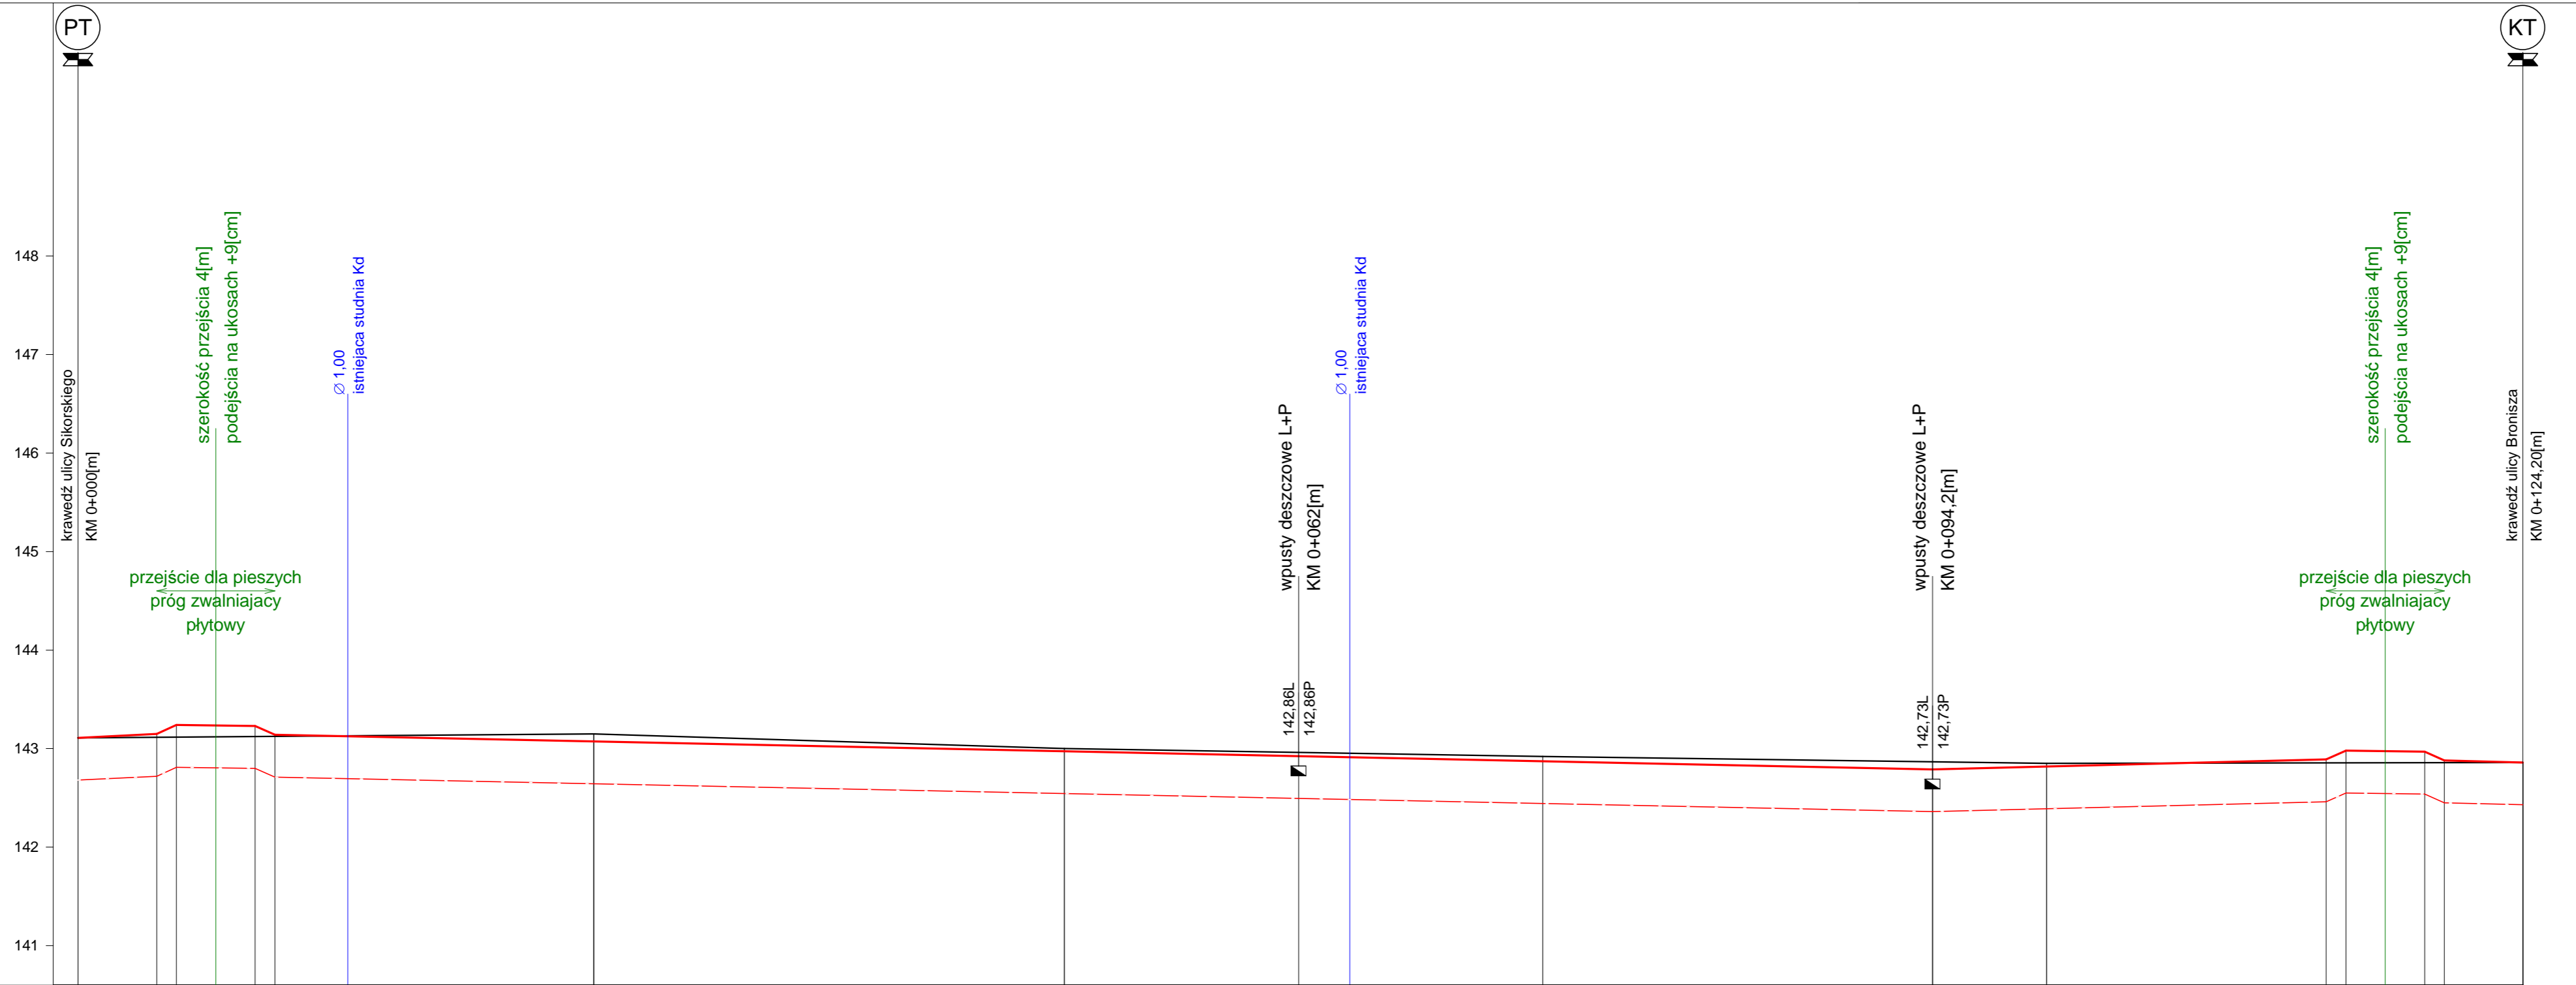 PT
KT
148
147
146
145
144
143
142
141
krawedź ulicy Sikorskiego
KM 0+000[m]
szerokość przejścia 4[m]
podejścia na ukosach +9[cm]
przejście dla pieszych
próg zwalniajacy
płytowy
Ø 1,00
istniejaca studnia Kd
wpusty deszczowe L+P
KM 0+062[m]
142,86L
142,86P
Ø 1,00
istniejaca studnia Kd
wpusty deszczowe L+P
KM 0+094,2[m]
142,73L
142,73P
szerokość przejścia 4[m]
podejścia na ukosach +9[cm]
przejście dla pieszych
próg zwalniajacy
płytowy
krawedź ulicy Bronisza
KM 0+124,20[m]